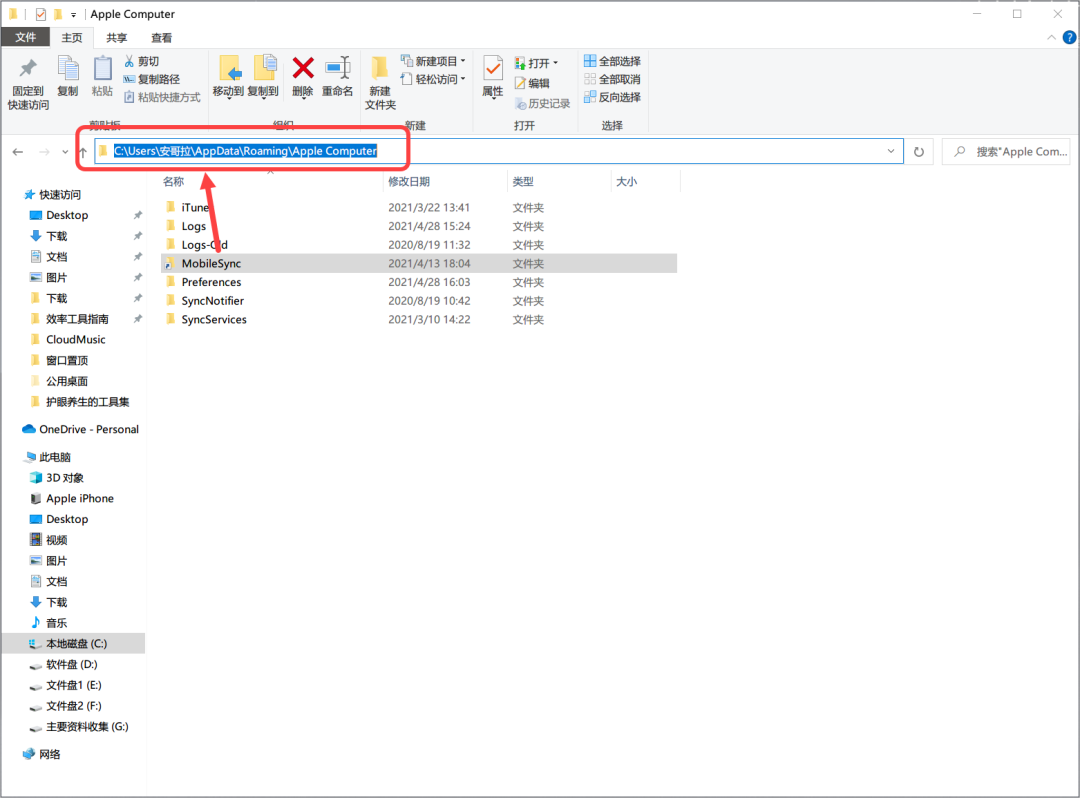 Apple Computer
文件
主页
共享
查看
固定到
快速访问
复制
粘贴
剪切
复制路径
粘贴快捷方式
剪贴板
移动到
复制到
删除
重命名
组织
新建
文件夹
新建项目
轻松访问
新建
属性
打开
编辑
历史记录
打开
全部选择
全部取消
反向选择
选择
C:\Users\安哥拉\AppData\Roaming\Apple Computer
搜索"Apple Com...
名称 修改日期 类型 大小
iTunes 2021/3/22 13:41 文件夹
Logs 2021/4/28 15:24 文件夹
Logs-Old 2020/8/19 11:32 文件夹
MobileSync 2021/4/13 18:04 文件夹
Preferences 2021/4/28 16:03 文件夹
SyncNotifier 2020/8/19 10:42 文件夹
SyncServices 2021/3/10 14:22 文件夹
快速访问
Desktop
下载
文档
图片
下载
效率工具指南
CloudMusic
窗口置顶
公用桌面
护眼养生的工具集
OneDrive - Personal
此电脑
3D 对象
Apple iPhone
Desktop
视频
图片
文档
下载
音乐
本地磁盘 (C:)
软件盘 (D:)
文件盘1 (E:)
文件盘2 (F:)
主要资料收集 (G:)
网络